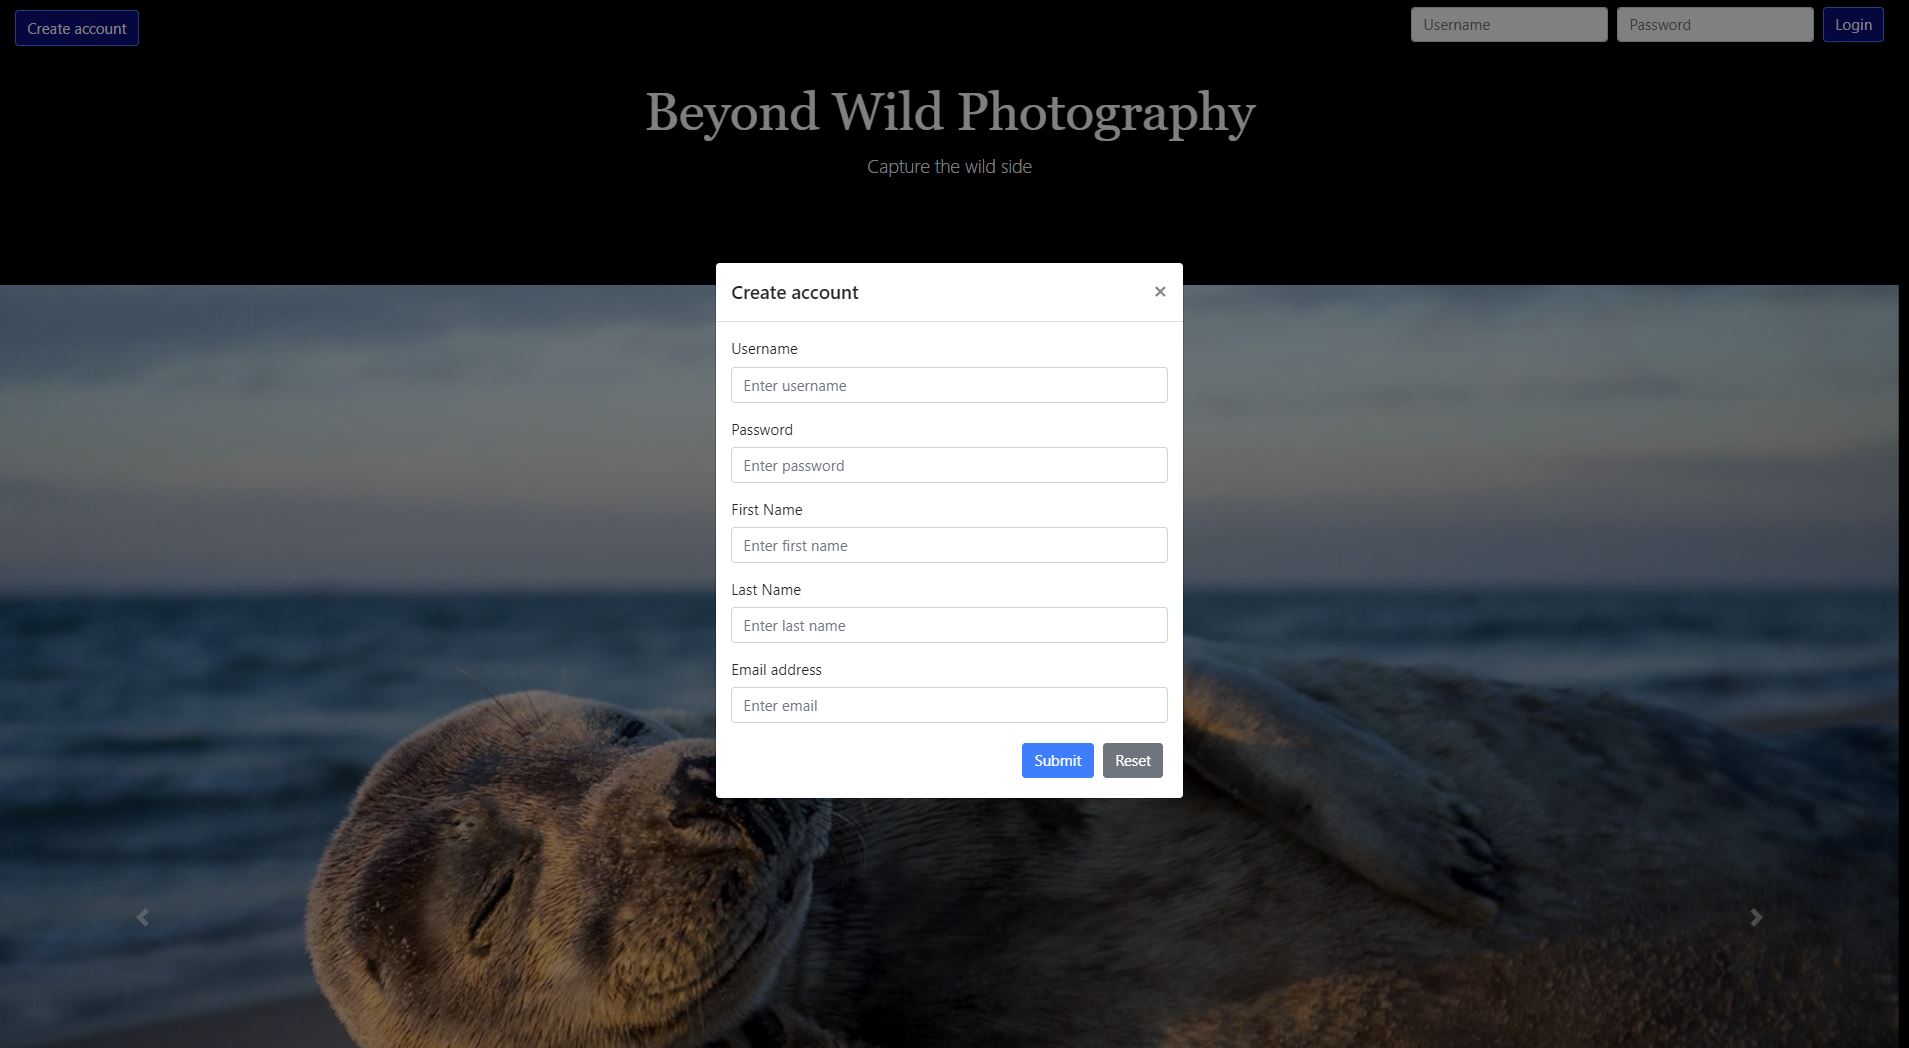 Create account
Username
Password
Login
Beyond Wild Photography
Capture the wild side
Create account
×
Username
Enter username
Password
Enter password
First Name
Enter first name
Last Name
Enter last name
Email address
Enter email
Submit
Reset